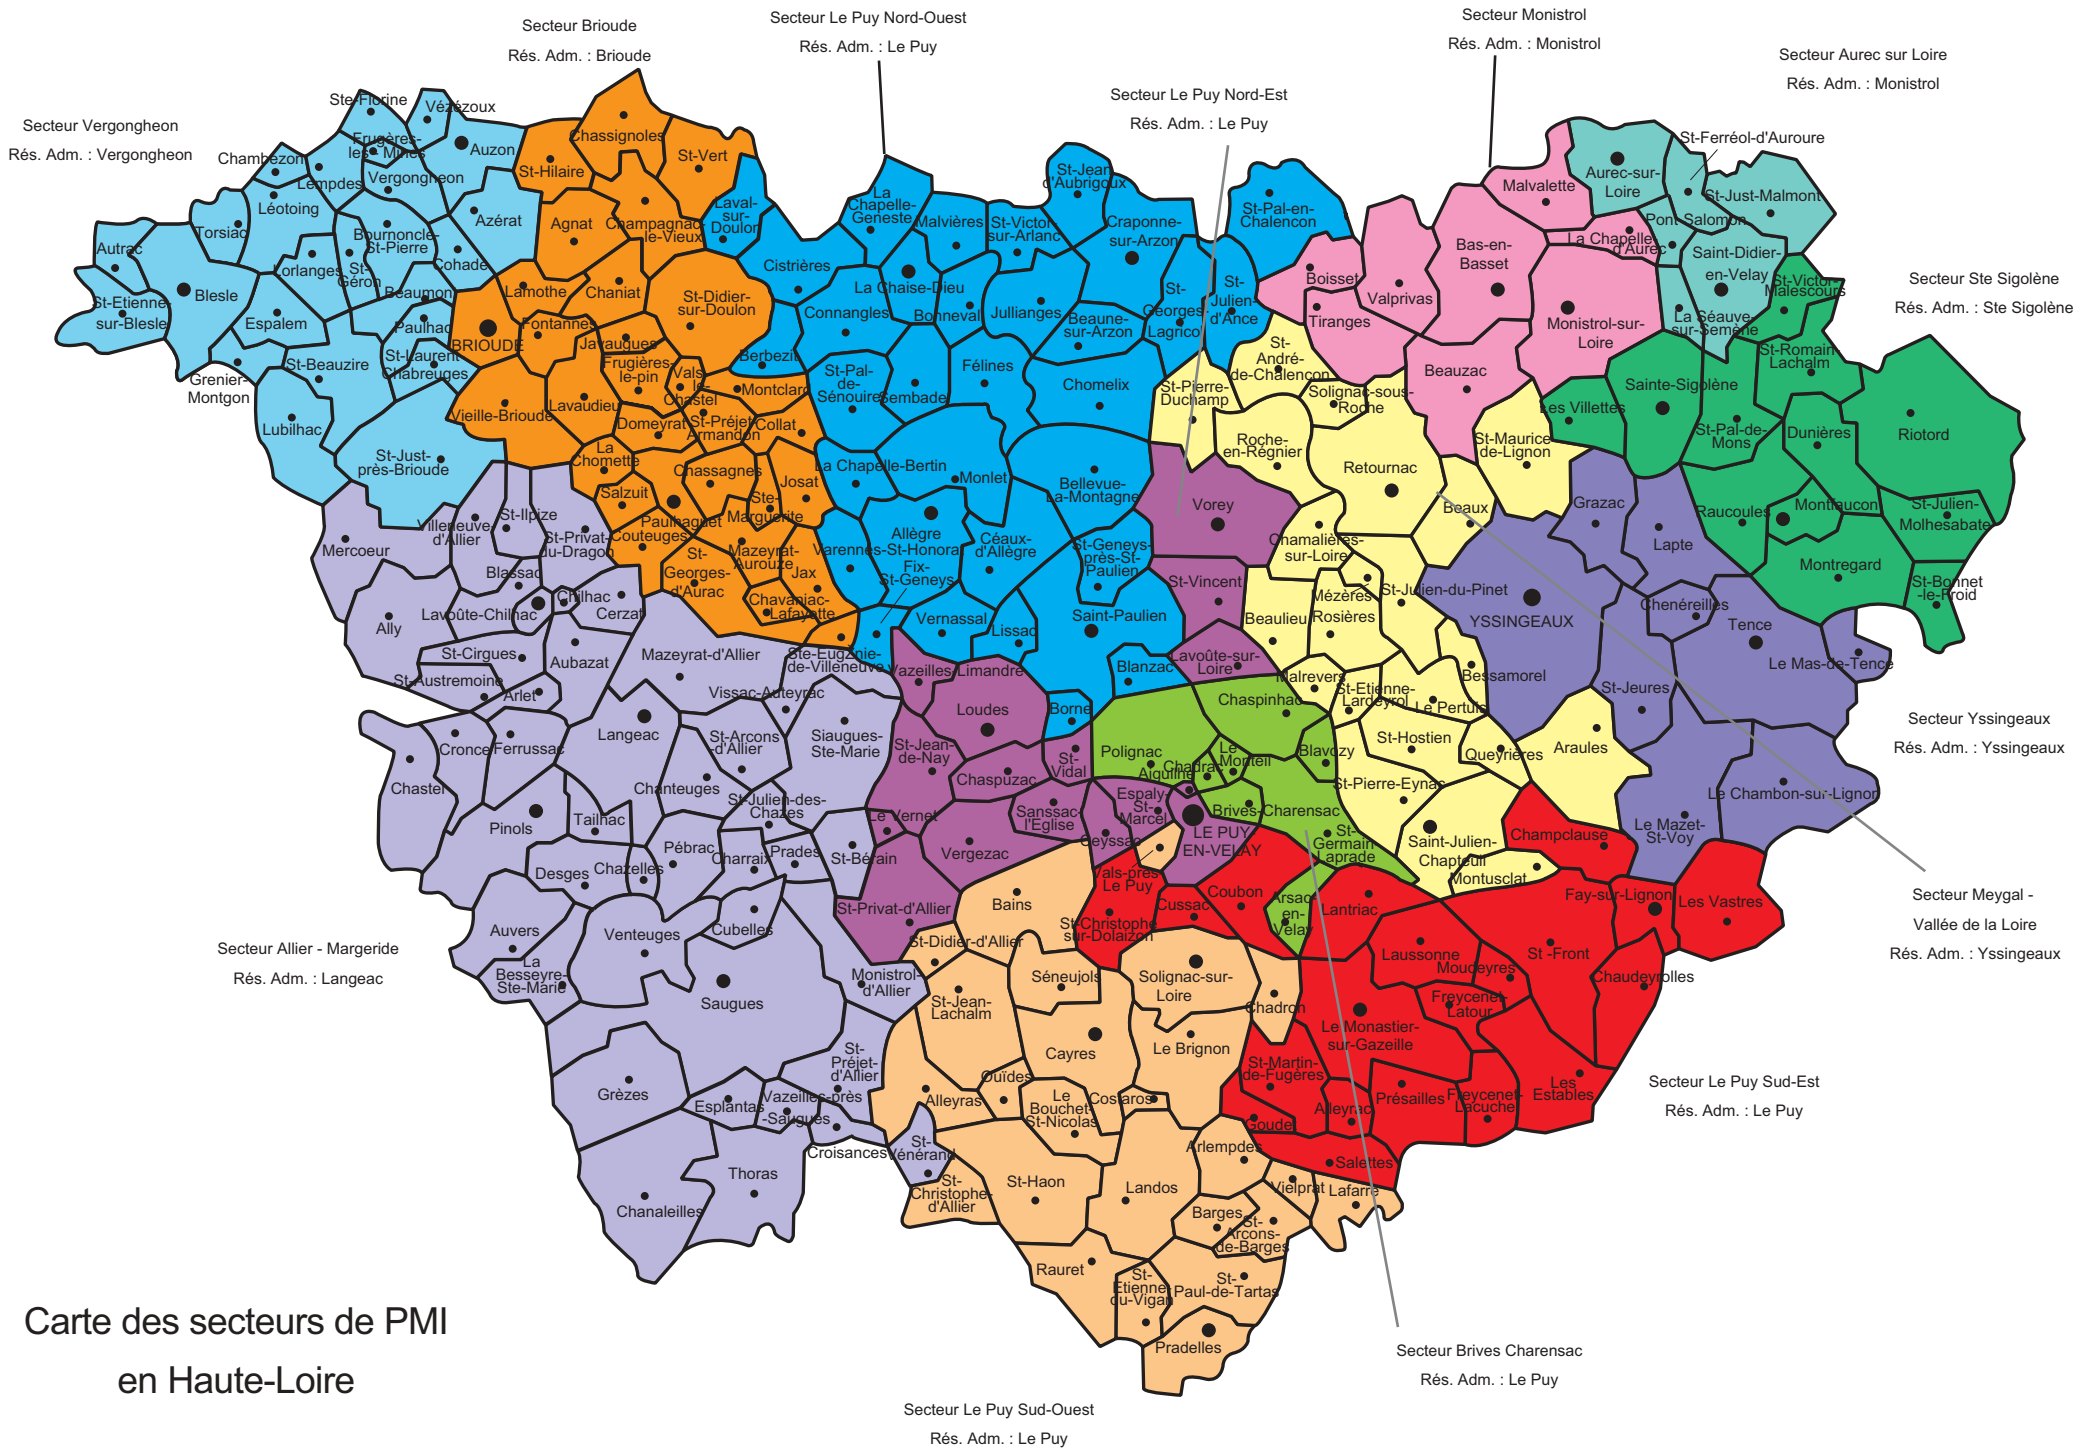 Secteur Brioude
Rés. Adm. : Brioude
Secteur Le Puy Nord-Ouest
Rés. Adm. : Le Puy
Secteur Monistrol
Rés. Adm. : Monistrol
Secteur Aurec sur Loire
Rés. Adm. : Monistrol
Secteur Le Puy Nord-Est
Rés. Adm. : Le Puy
Secteur Vergongheon
Rés. Adm. : Vergongheon
Ste-Florine
Vézézoux
Frugères-
les- Mines
Auzon
Chambezon
Lempdes
Vergongheon
Léotoing
Azérat
Torsiac
Bournoncle-
St-Pierre
Autrac
Lorlanges
St-
Géron
Cohade
Beaumont
Blesle
St-Etienne-
sur-Blesle
Espalem
Paulhac
St-Laurent
Chabreuges
St-Beauzire
Grenier-
Montgon
Lubilhac
St-Just-
près-Brioude
Chassignoles
St-Hilaire
St-Vert
Agnat
Champagnac-
le-Vieux
Lamothe
Chaniat
St-Didier-
sur-Doulon
Fontannes
BRIOUDE
Javaugues
Frugières-
le-pin
Vals-
le-
Chastel
Montclard
Vieille-Brioude
Lavaudieu
Domeyrat
St-Préjet
Armandon
Collat
La
Chomette
Chassagnes
Josat
Salzuit
Ste-
Marguerite
Paulhaguet
Couteuges
St-
Georges-
d'Aurac
Mazeyrat-
Aurouze
Jax
Chavaniac-
Lafayette
Ste-Eugénie-
de-Villeneuve
Laval-
sur-
Doulon
La
Chapelle-
Geneste
Malvières
St-Victor-
sur-Arlanc
St-Jean
d'Aubrigoux
Craponne-
sur-Arzon
St-Pal-en-
Chalencon
Cistrières
La Chaise-Dieu
Connangles
Bonneval
Jullianges
Beaune-
sur-Arzon
St-
Georges-
Lagricol
St-
Julien-
d'Ance
Berbezit
St-Pal-
de-
Sénouire
Sembade
Félines
Chomelix
La Chapelle-Bertin
Monlet
Bellevue-
La-Montagne
Allègre
Varennes-St-Honorat
Fix-
St-Geneys
Céaux-
d'Allègre
St-Geneys-
près-St-
Paulien
Vernassal
Lissac
Saint-Paulien
Blanzac
Borne
Malvalette
Aurec-sur-
Loire
St-Ferréol-d'Auroure
St-Just-Malmont
Pont-Salomon
La Chapelle
d'Aurec
Saint-Didier-
en-Velay
Bas-en-
Basset
Boisset
Valprivas
Tiranges
Monistrol-sur-
Loire
La Séauve-
sur-Semène
Beauzac
St-Victor-
Malescours
St-Romain-
Lachalm
Sainte-Sigolène
Les Villettes
St-Pal-de-
Mons
Dunières
Riotord
Raucoules
Montfaucon
St-Julien-
Molhesabate
Montregard
St-Bonnet
-le-Froid
Secteur Ste Sigolène
Rés. Adm. : Ste Sigolène
St-
André-
de-Chalencon
St-Pierre-
Duchamp
Solignac-sous-
Roche
Roche-
en-Régnier
Retournac
St-Maurice-
de-Lignon
Beaux
Chamalières-
sur-Loire
Mézères
St-Julien-du-Pinet
Beaulieu
Rosières
Malrevers
St-Etienne-
Lardeyrol
Le Pertuis
Bessamorel
St-Hostien
Queyrières
Araules
St-Pierre-Eynac
Saint-Julien-
Chapteuil
Montusclat
Grazac
Lapte
YSSINGEAUX
Chenéreilles
Tence
Le Mas-de-Tence
St-Jeures
Le Mazet-
St-Voy
Le Chambon-sur-Lignon
Secteur Yssingeaux
Rés. Adm. : Yssingeaux
Secteur Meygal -
Vallée de la Loire
Rés. Adm. : Yssingeaux
Vorey
St-Vincent
Lavoûte-sur-
Loire
Vazeilles-Limandre
Loudes
St-Jean-
de-Nay
Chaspuzac
St-
Vidal
Le Vernet
Vergezac
Sanssac-
l'Eglise
Ceyssac
Espaly-
St-
Marcel
LE PUY
EN-VELAY
St-Privat-d'Allier
Chaspinhac
Polignac
Chadrac
Aiguilhe
Le
Monteil
Blavozy
Brives-Charensac
St-
Germain
Laprade
Arsac-
en-
Velay
Mercoeur
Villeneuve-
d'Allier
St-Ilpize
St-Privat-
du-Dragon
Blassac
Ally
Lavoûte-Chilhac
Chilhac
Cerzat
St-Cirgues
Aubazat
St-Austremoine
Arlet
Mazeyrat-d'Allier
Vissac-Auteyrac
Cronce
Ferrussac
Langeac
St-Arcons
-d'Allier
Siaugues-
Ste-Marie
Chastel
Chanteuges
St-Julien-des-
Chazes
Pinols
Tailhac
Pébrac
Charraix
Prades
St-Bérain
Desges
Chazelles
Auvers
Venteuges
Cubelles
La
Besseyre-
Ste-Marie
Saugues
Monistrol-
d'Allier
Grèzes
St-
Préjet-
d'Allier
Esplantas
Vazeilles-près
-Saugues
Croisances
St-
Vénérand
Thoras
Chanaleilles
Secteur Allier - Margeride
Rés. Adm. : Langeac
Vals-près-
Le Puy
Bains
St-Didier-d'Allier
Séneujols
Solignac-sur-
Loire
St-Jean-
Lachalm
Chadron
Cayres
Le Brignon
Ouïdes
Alleyras
Le
Bouchet-
St-Nicolas
Costaros
St-
Christophe-
d'Allier
St-Haon
Landos
Arlempdes
Vielprat
Lafarre
Barges
St-
Arcons-
de-Barges
Rauret
St-
Etienne-
du-Vigan
St-
Paul-de-Tartas
Pradelles
St-Christophe
sur-Dolaizon
Cussac
Coubon
Lantriac
Champclause
Fay-sur-Lignon
Les Vastres
Laussonne
Moudeyres
St -Front
Chaudeyrolles
Freycenet-
Latour
Le Monastier-
sur-Gazeille
St-Martin-
de-Fugères
Présailles
Freycenet-
Lacuche
Les
Estables
Alleyrac
Goudet
Salettes
Secteur Le Puy Sud-Est
Rés. Adm. : Le Puy
Secteur Brives Charensac
Rés. Adm. : Le Puy
Secteur Le Puy Sud-Ouest
Rés. Adm. : Le Puy
Carte des secteurs de PMI
en Haute-Loire